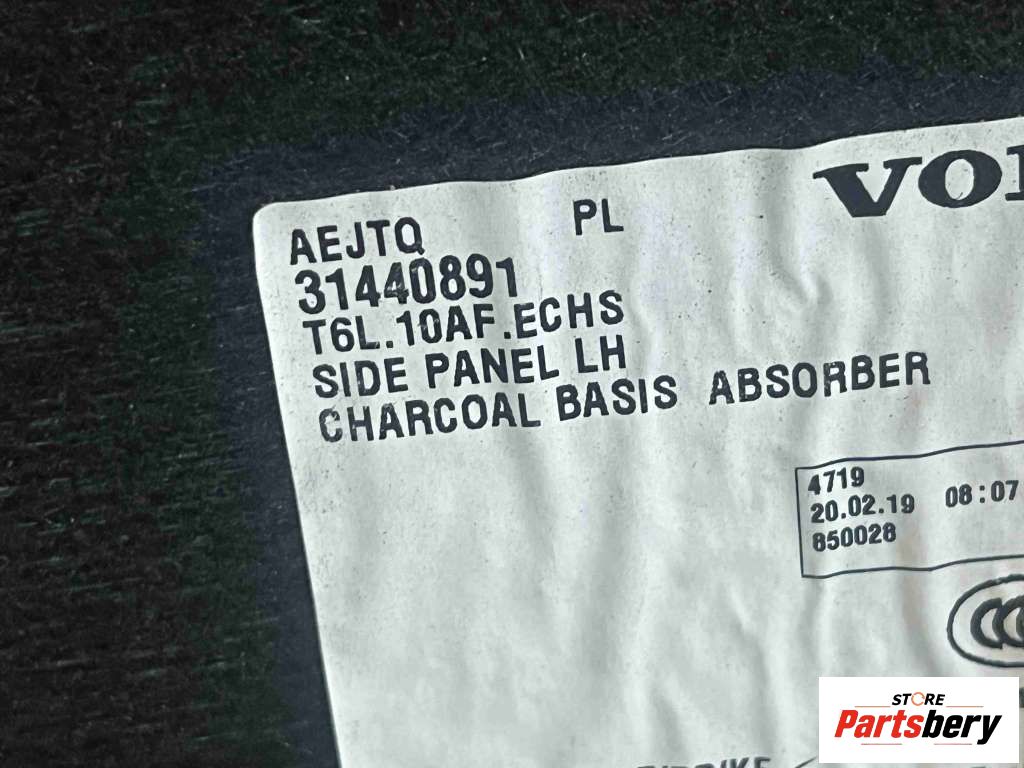 VOL
AEJTQ PL
31440891
T6L.10AF.ECHS
SIDE PANEL LH
CHARCOAL BASIS ABSORBER
4719
20.02.19 08:07
850028
STORE
Partsbery